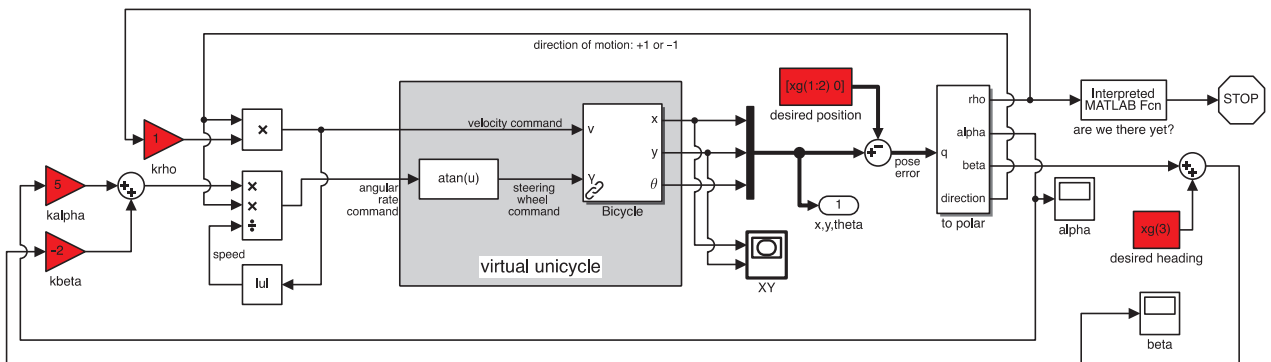 direction of motion: +1 or −1
[xg(1:2) 0]
desired position
rho
Interpreted
MATLAB Fcn
STOP
are we there yet?
×
velocity command
v
x
1
krho
alpha
y
q
beta
pose
error
atan(u)
γ
θ
5
kalpha
×
×
÷
angular
rate
command
steering
wheel
command
Bicycle
direction
to polar
1
x,y,theta
alpha
xg(3)
desired heading
-2
kbeta
speed
|u|
virtual unicycle
XY
beta